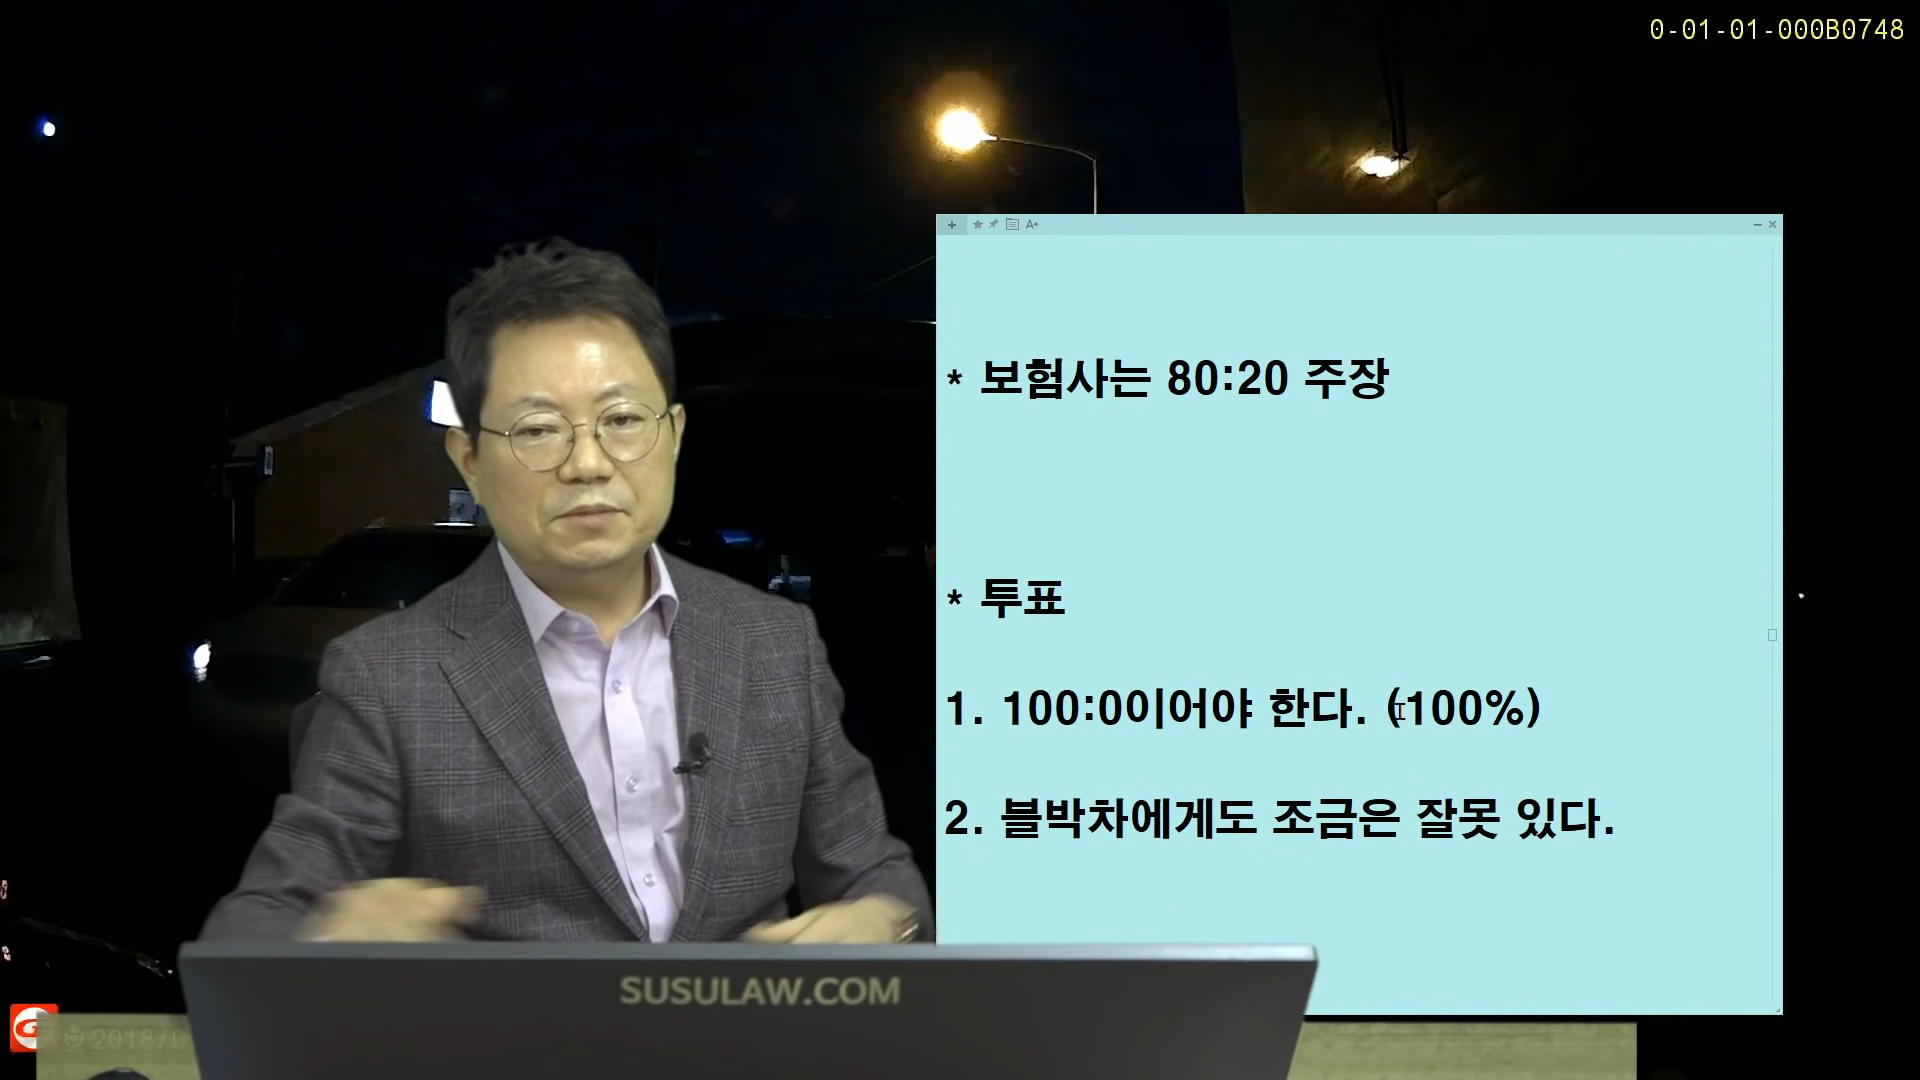 0-01-01-000B0748
* 보험사는 80:20 주장
* 투표
1. 100:0이어야 한다. (100%)
2. 블박차에게도 조금은 잘못 있다.
SUSULAW.COM
2018/0